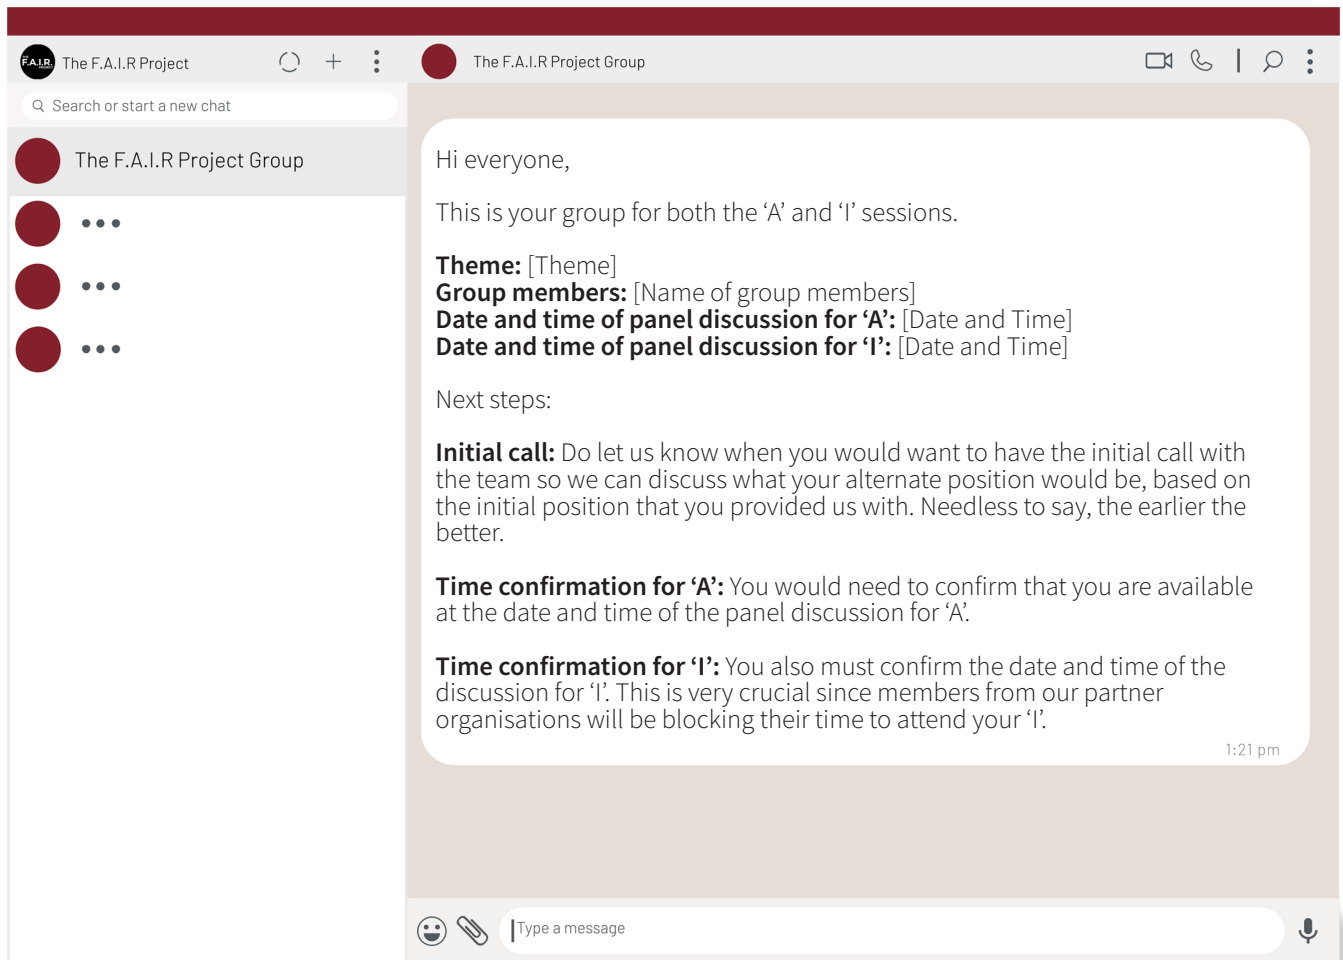 THE
F.A.I.R.
PROJECT
The F.A.I.R Project
Search or start a new chat
The F.A.I.R Project Group
The F.A.I.R Project Group
Hi everyone,
This is your group for both the ‘A’ and ‘I’ sessions.
Theme: [Theme]
Group members: [Name of group members]
Date and time of panel discussion for ‘A’: [Date and Time]
Date and time of panel discussion for ‘I’: [Date and Time]
Next steps:
Initial call: Do let us know when you would want to have the initial call with
the team so we can discuss what your alternate position would be, based on
the initial position that you provided us with. Needless to say, the earlier the
better.
Time confirmation for ‘A’: You would need to confirm that you are available
at the date and time of the panel discussion for ‘A’.
Time confirmation for ‘I’: You also must confirm the date and time of the
discussion for ‘I’. This is very crucial since members from our partner
organisations will be blocking their time to attend your ‘I’.
1:21 pm
Type a message